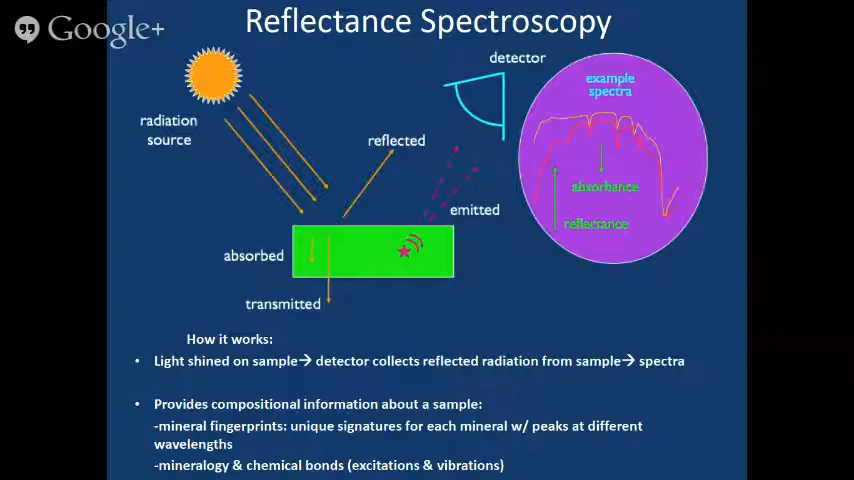 Google+
Reflectance Spectroscopy
detector
example
spectra
radiation
source
reflected
absorbance
emitted
reflectance
absorbed
transmitted
How it works:
• Light shined on sample→ detector collects reflected radiation from sample→ spectra
• Provides compositional information about a sample:
-mineral fingerprints: unique signatures for each mineral w/ peaks at different
wavelengths
-mineralogy & chemical bonds (excitations & vibrations)